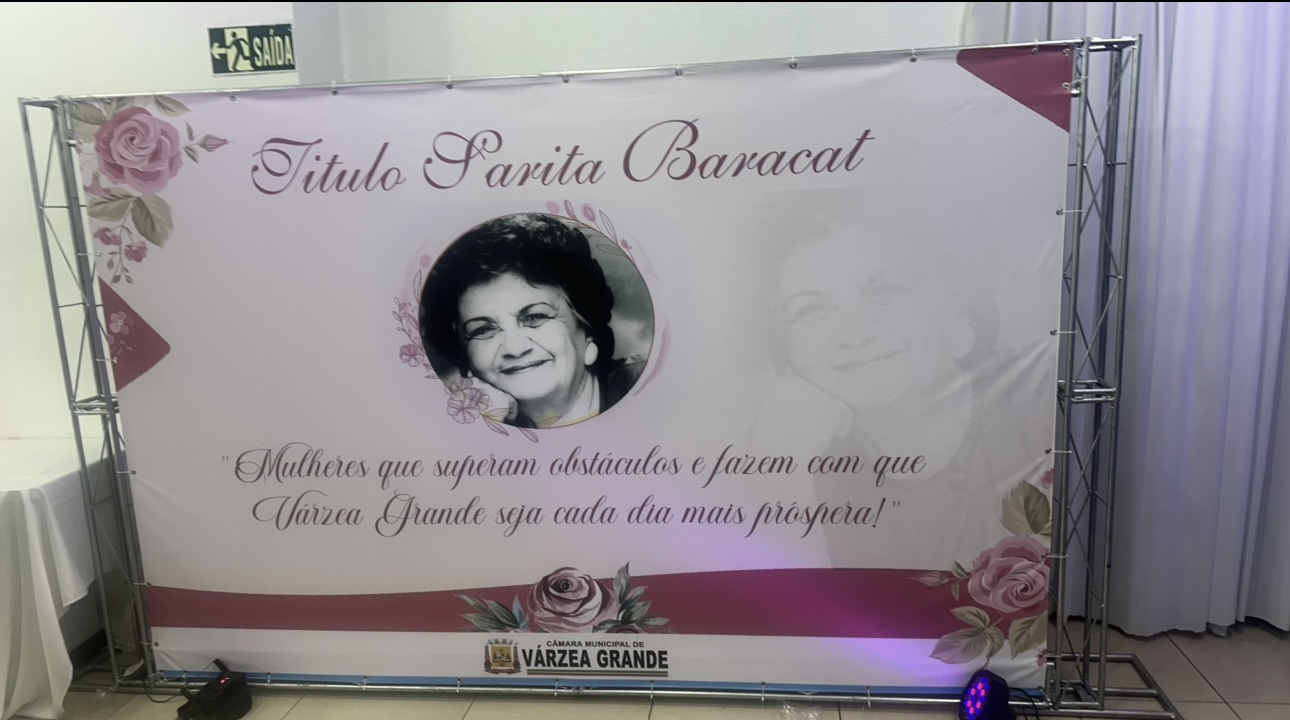 SAÍDA
Titulo Sarita Baracat
"Mulheres que superam obstáculos e fazem com que
Várzea Grande seja cada dia mais próspera!"
CÂMARA MUNICIPAL DE
VÁRZEA GRANDE